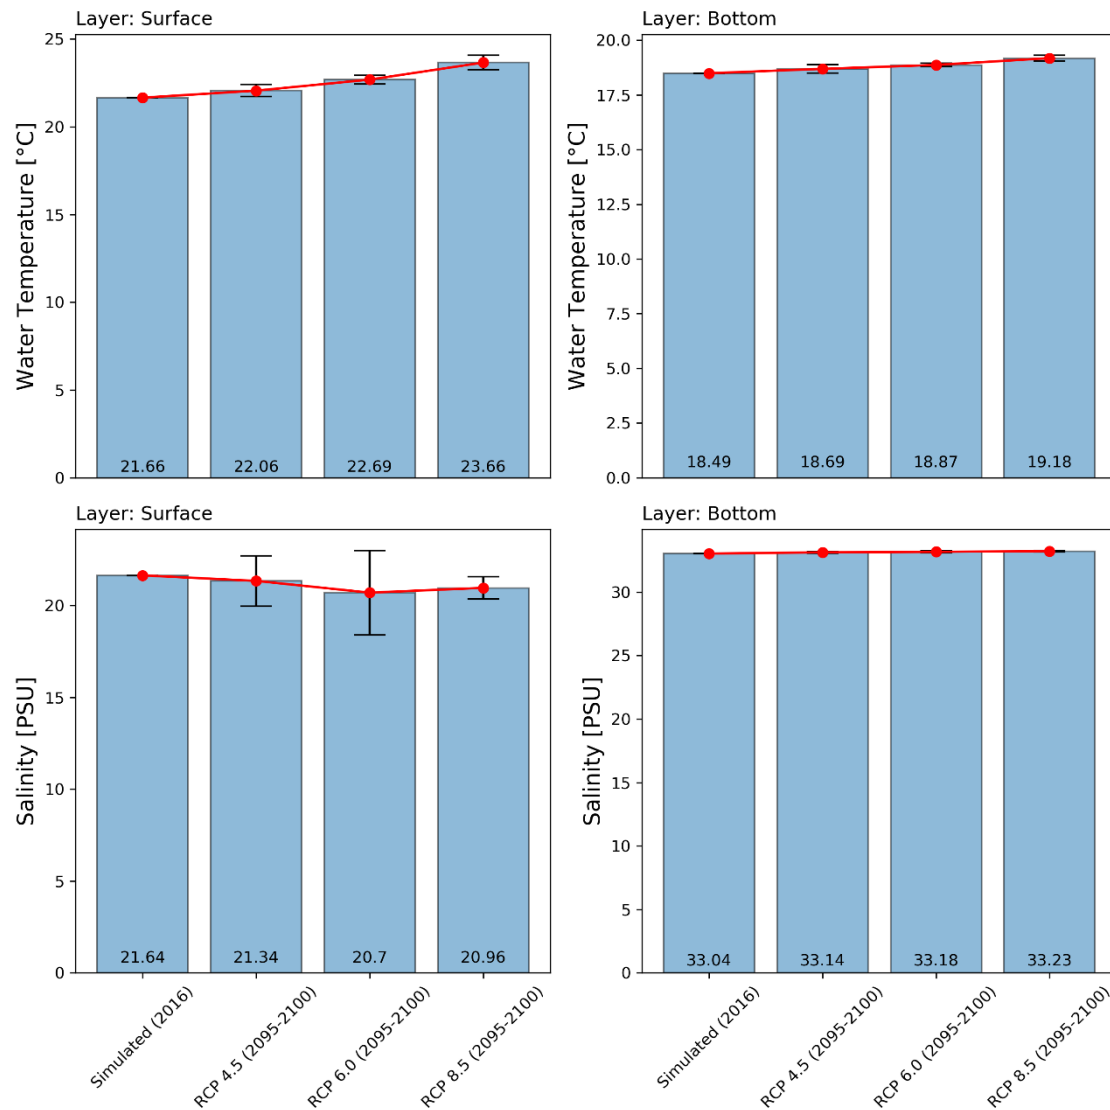 Layer: Surface
Water Temperature [°C]
25
20
15
10
5
0
21.66 22.06 22.69 23.66
Layer: Bottom
Water Temperature [°C]
20.0
17.5
15.0
12.5
10.0
7.5
5.0
2.5
0.0
18.49 18.69 18.87 19.18
Layer: Surface
Salinity [PSU]
20
15
10
5
0
21.64 21.34 20.7 20.96
Simulated (2016)
RCP 4.5 (2095-2100)
RCP 6.0 (2095-2100)
RCP 8.5 (2095-2100)
Layer: Bottom
Salinity [PSU]
30
25
20
15
10
5
0
33.04 33.14 33.18 33.23
Simulated (2016)
RCP 4.5 (2095-2100)
RCP 6.0 (2095-2100)
RCP 8.5 (2095-2100)